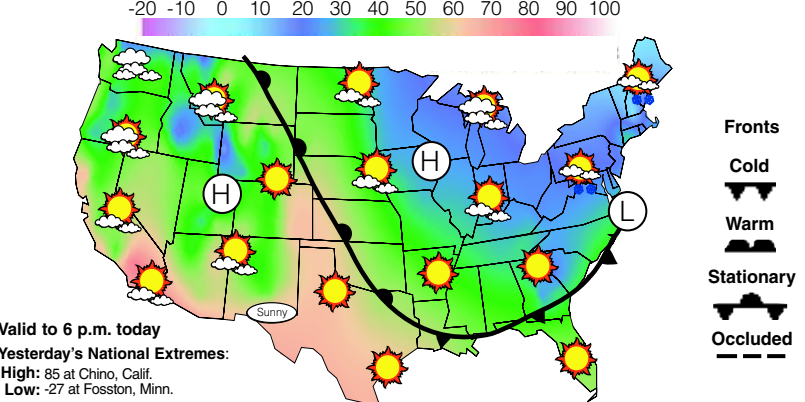 -20 -10 0 10 20 30 40 50 60 70 80 90 100
H
H
L
Sunny
Fronts
Cold
Warm
Stationary
Occluded
Valid to 6 p.m. today
Yesterday's National Extremes:
High: 85 at Chino, Calif.
Low: -27 at Fosston, Minn.